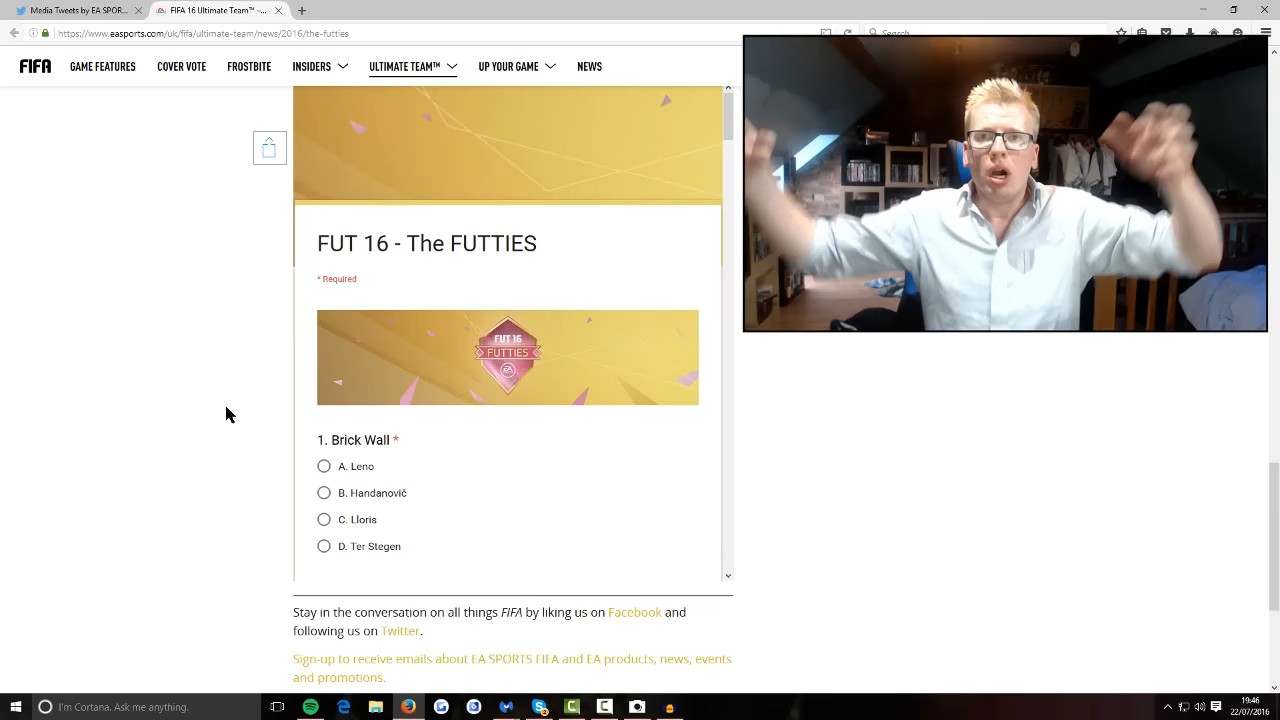 Media Tweets by EA SPOR...
FIFA 16 Ultimate Team™ -...
https://www.easports.com/uk/fifa/ultimate-team/news/2016/the-futties
Search
FIFA
GAME FEATURES
COVER VOTE
FROSTBITE
INSIDERS
ULTIMATE TEAM™
UP YOUR GAME
NEWS
FUT 16 - The FUTTIES
* Required
FUT 16
FUTTIES
EA
1. Brick Wall *
A. Leno
B. Handanovič
C. Lloris
D. Ter Stegen
Stay in the conversation on all things FIFA by liking us on Facebook and
following us on Twitter.
Sign-up to receive emails about EA SPORTS FIFA and EA products, news, events
and promotions.
I'm Cortana. Ask me anything.
19:46
22/07/2016